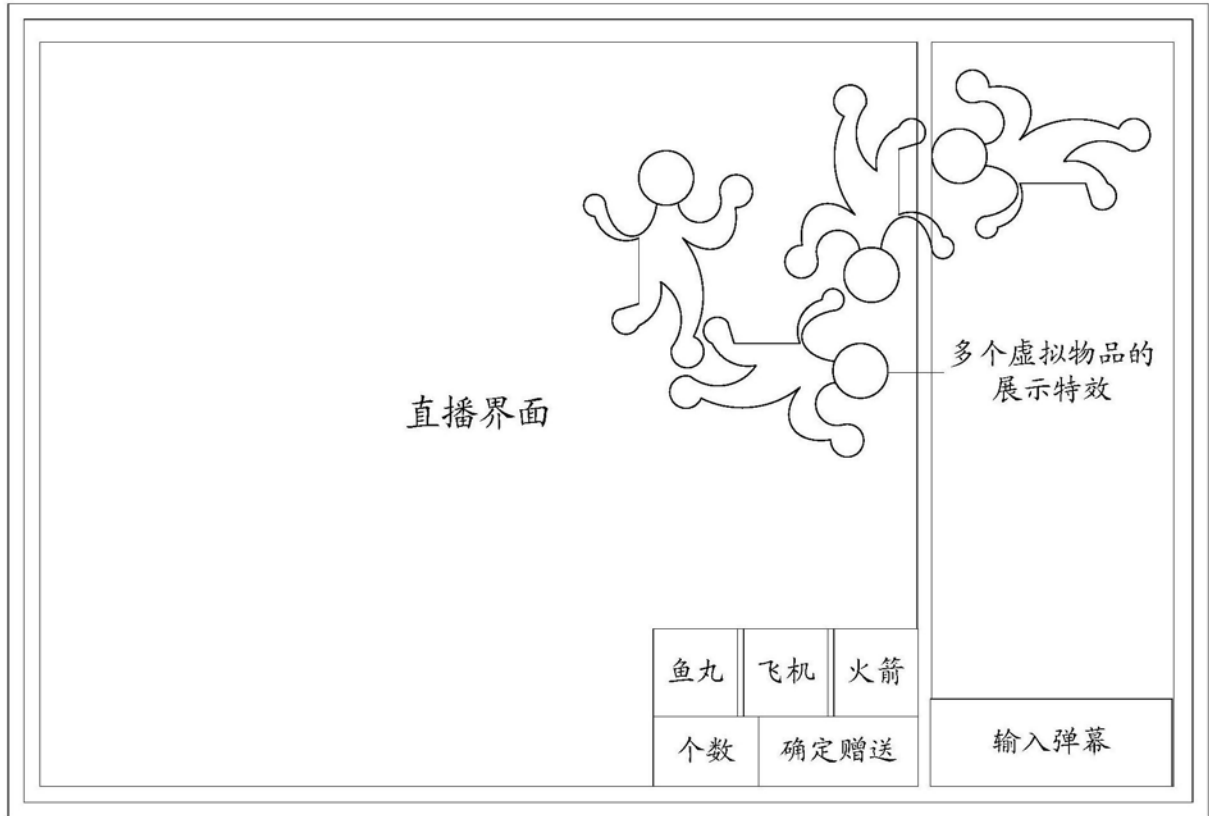 多个虚拟物品的
展示特效
直播界面
鱼丸
飞机
火箭
个数
确定赠送
输入弹幕